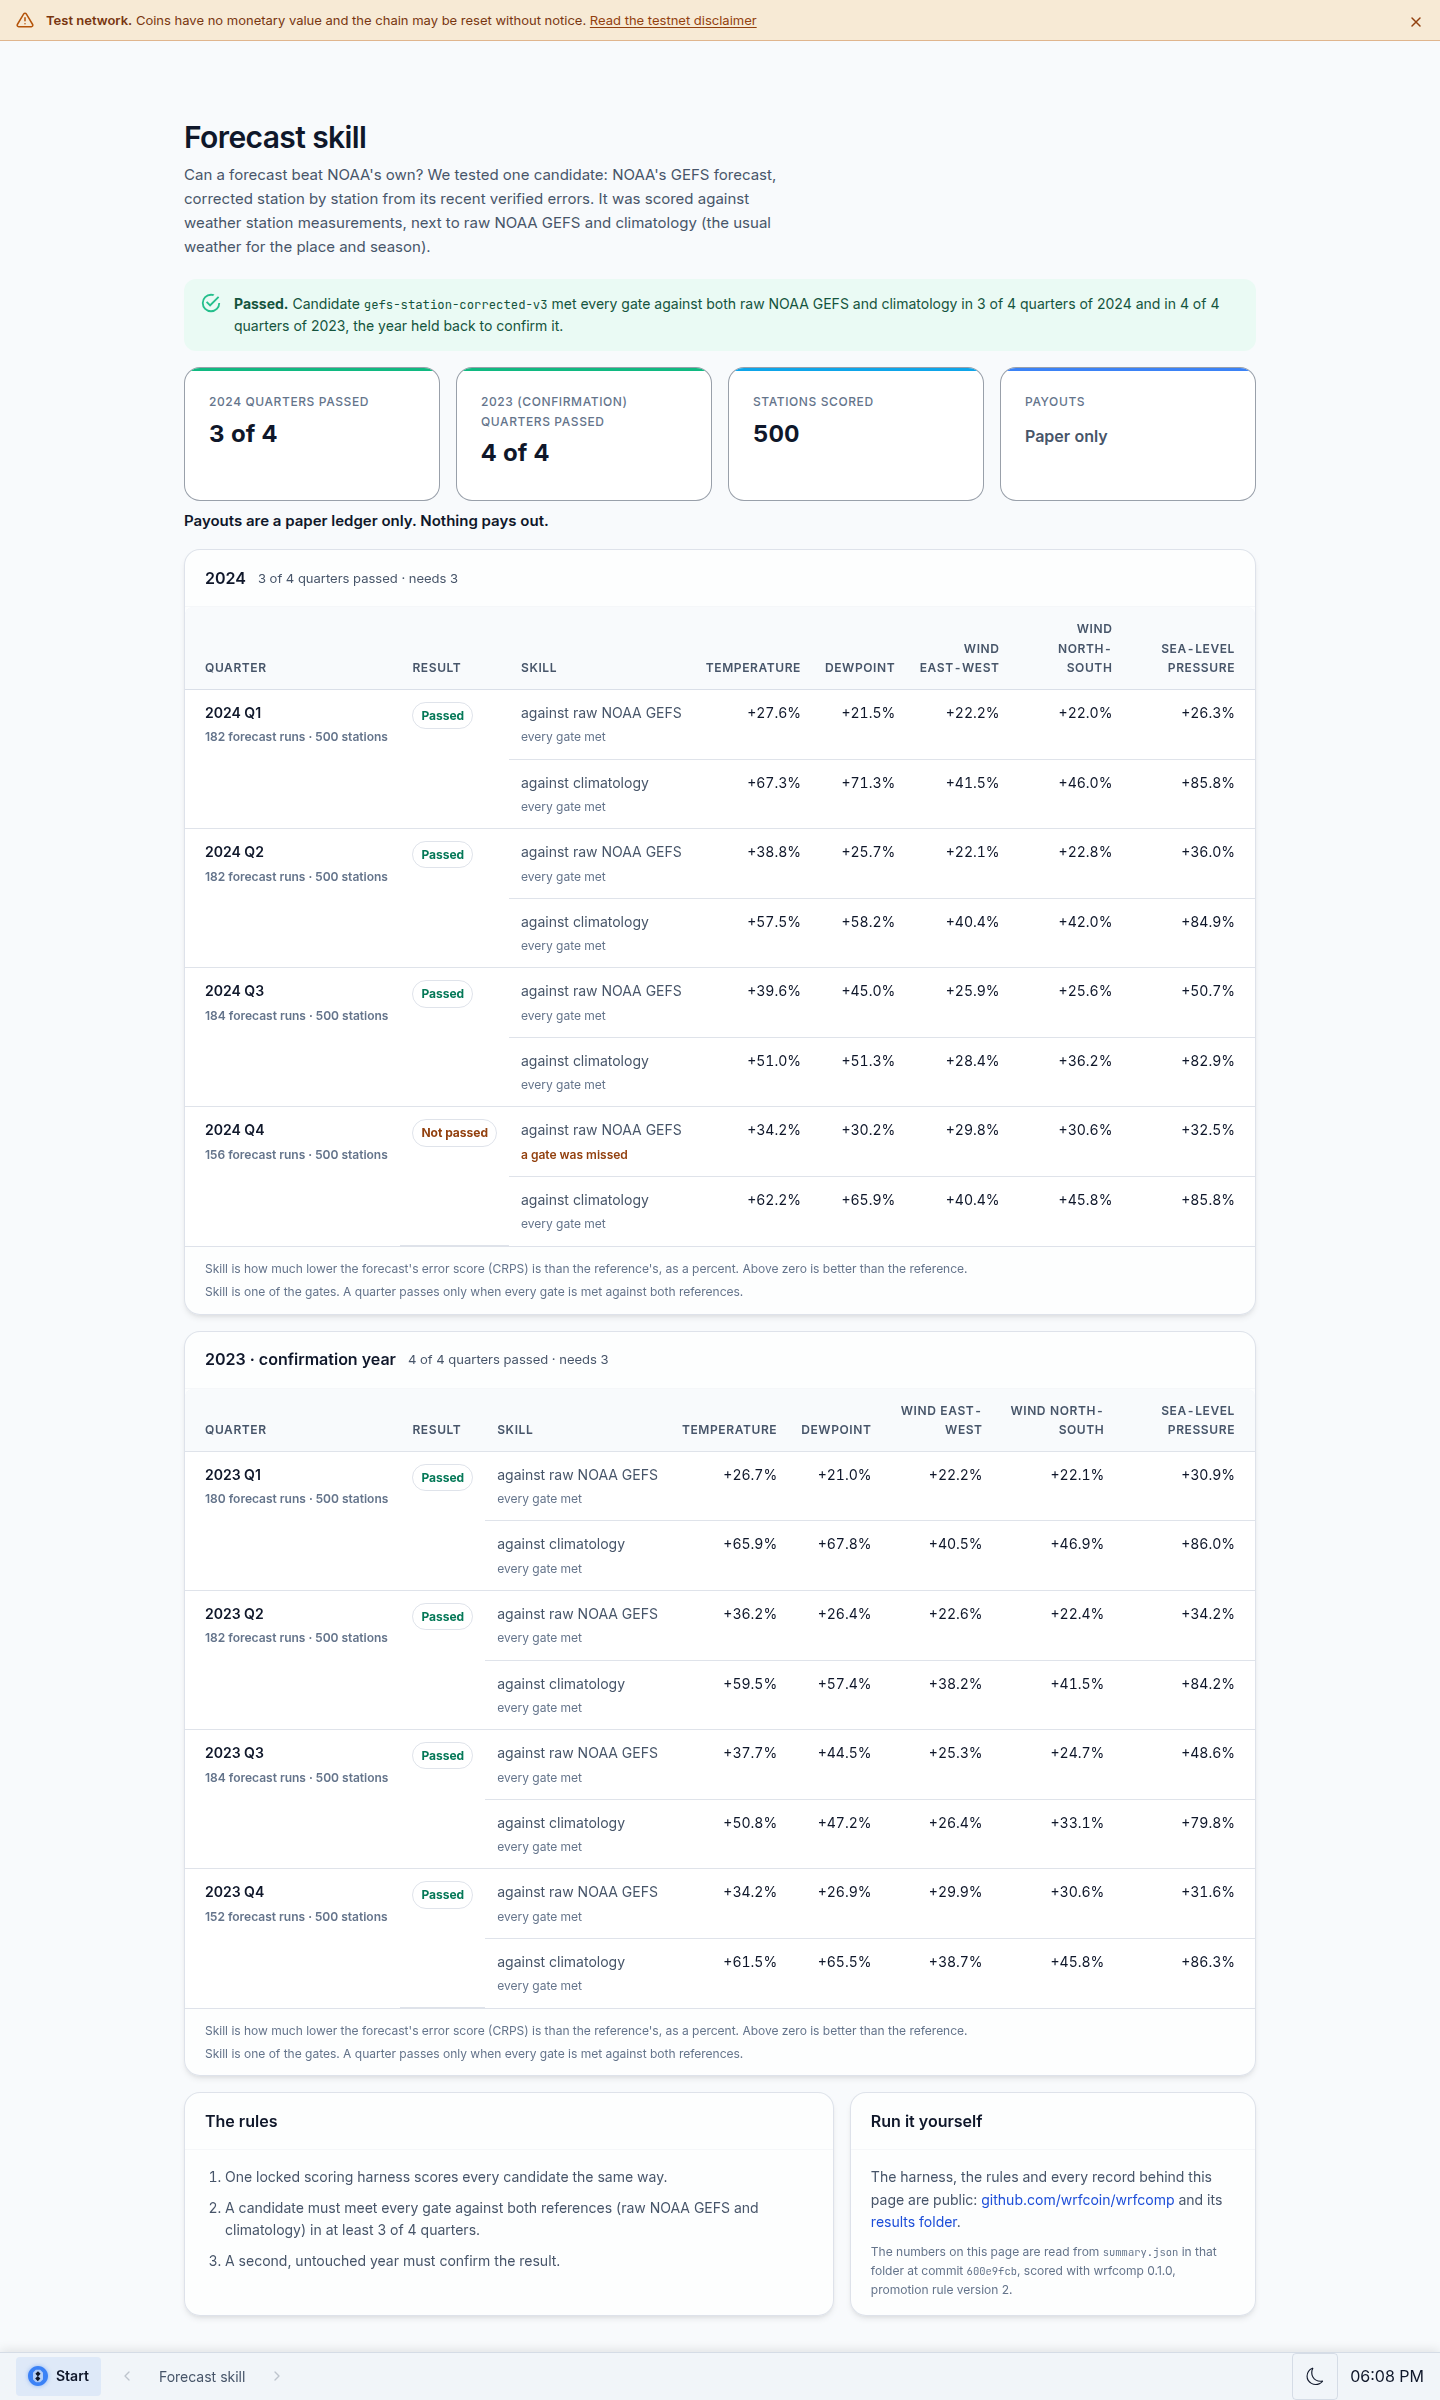 Test network. Coins have no monetary value and the chain may be reset without notice. Read the testnet disclaimer
Forecast skill
Can a forecast beat NOAA's own? We tested one candidate: NOAA's GEFS forecast,
corrected station by station from its recent verified errors. It was scored against
weather station measurements, next to raw NOAA GEFS and climatology (the usual
weather for the place and season).
Passed. Candidate gefs-station-corrected-v3 met every gate against both raw NOAA GEFS and climatology in 3 of 4 quarters of 2024 and in 4 of 4
quarters of 2023, the year held back to confirm it.
2024 QUARTERS PASSED
3 of 4
2023 (CONFIRMATION)
QUARTERS PASSED
4 of 4
STATIONS SCORED
500
PAYOUTS
Paper only
Payouts are a paper ledger only. Nothing pays out.
2024 3 of 4 quarters passed · needs 3
QUARTER RESULT SKILL TEMPERATURE DEWPOINT WIND EAST-WEST WIND NORTH-SOUTH SEA-LEVEL PRESSURE
2024 Q1 Passed against raw NOAA GEFS +27.6% +21.5% +22.2% +22.0% +26.3%
182 forecast runs · 500 stations every gate met
against climatology +67.3% +71.3% +41.5% +46.0% +85.8%
every gate met
2024 Q2 Passed against raw NOAA GEFS +38.8% +25.7% +22.1% +22.8% +36.0%
182 forecast runs · 500 stations every gate met
against climatology +57.5% +58.2% +40.4% +42.0% +84.9%
every gate met
2024 Q3 Passed against raw NOAA GEFS +39.6% +45.0% +25.9% +25.6% +50.7%
184 forecast runs · 500 stations every gate met
against climatology +51.0% +51.3% +28.4% +36.2% +82.9%
every gate met
2024 Q4 Not passed against raw NOAA GEFS +34.2% +30.2% +29.8% +30.6% +32.5%
156 forecast runs · 500 stations a gate was missed
against climatology +62.2% +65.9% +40.4% +45.8% +85.8%
every gate met
Skill is how much lower the forecast's error score (CRPS) is than the reference's, as a percent. Above zero is better than the reference.
Skill is one of the gates. A quarter passes only when every gate is met against both references.
2023 · confirmation year 4 of 4 quarters passed · needs 3
QUARTER RESULT SKILL TEMPERATURE DEWPOINT WIND EAST-WEST WIND NORTH-SOUTH SEA-LEVEL PRESSURE
2023 Q1 Passed against raw NOAA GEFS +26.7% +21.0% +22.2% +22.1% +30.9%
180 forecast runs · 500 stations every gate met
against climatology +65.9% +67.8% +40.5% +46.9% +86.0%
every gate met
2023 Q2 Passed against raw NOAA GEFS +36.2% +26.4% +22.6% +22.4% +34.2%
182 forecast runs · 500 stations every gate met
against climatology +59.5% +57.4% +38.2% +41.5% +84.2%
every gate met
2023 Q3 Passed against raw NOAA GEFS +37.7% +44.5% +25.3% +24.7% +48.6%
184 forecast runs · 500 stations every gate met
against climatology +50.8% +47.2% +26.4% +33.1% +79.8%
every gate met
2023 Q4 Passed against raw NOAA GEFS +34.2% +26.9% +29.9% +30.6% +31.6%
152 forecast runs · 500 stations every gate met
against climatology +61.5% +65.5% +38.7% +45.8% +86.3%
every gate met
Skill is how much lower the forecast's error score (CRPS) is than the reference's, as a percent. Above zero is better than the reference.
Skill is one of the gates. A quarter passes only when every gate is met against both references.
The rules
1. One locked scoring harness scores every candidate the same way.
2. A candidate must meet every gate against both references (raw NOAA GEFS and
climatology) in at least 3 of 4 quarters.
3. A second, untouched year must confirm the result.
Run it yourself
The harness, the rules and every record behind this
page are public: github.com/wrfcoin/wrfcomp and its
results folder.
The numbers on this page are read from summary.json in that
folder at commit 600e9fcb, scored with wrfcomp 0.1.0,
promotion rule version 2.
Start Forecast skill 06:08 PM